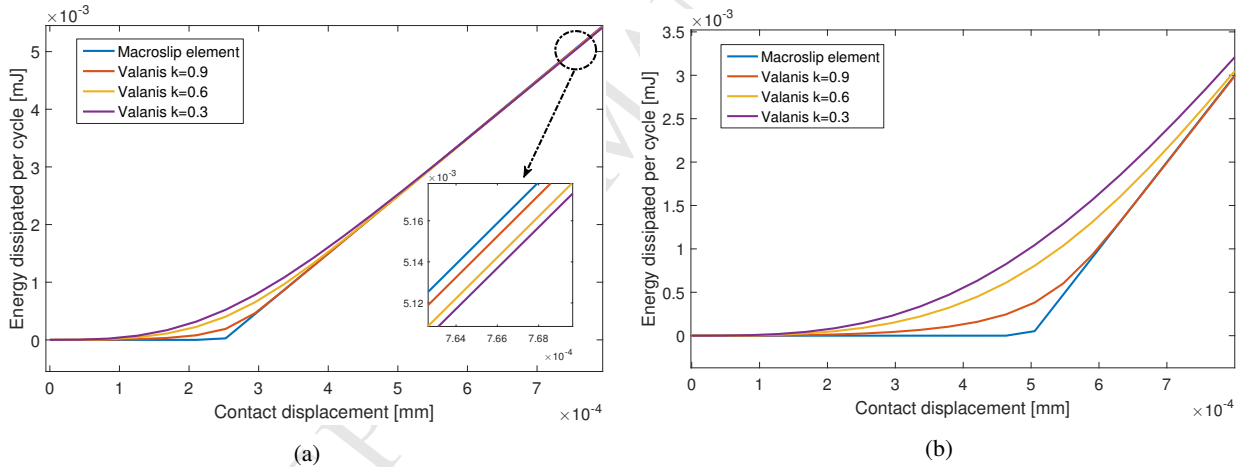 ×10⁻³
Energy dissipated per cycle [mJ]
5
4
3
2
1
0
Macroslip element
Valanis k=0.9
Valanis k=0.6
Valanis k=0.3
×10⁻³
5.16
5.14
5.12
7.64 7.66 7.68
×10⁻⁴
0 1 2 3 4 5 6 7
Contact displacement [mm]
×10⁻⁴
(a)
×10⁻³
Energy dissipated per cycle [mJ]
3.5
3
2.5
2
1.5
1
0.5
0
Macroslip element
Valanis k=0.9
Valanis k=0.6
Valanis k=0.3
0 1 2 3 4 5 6 7
Contact displacement [mm]
×10⁻⁴
(b)